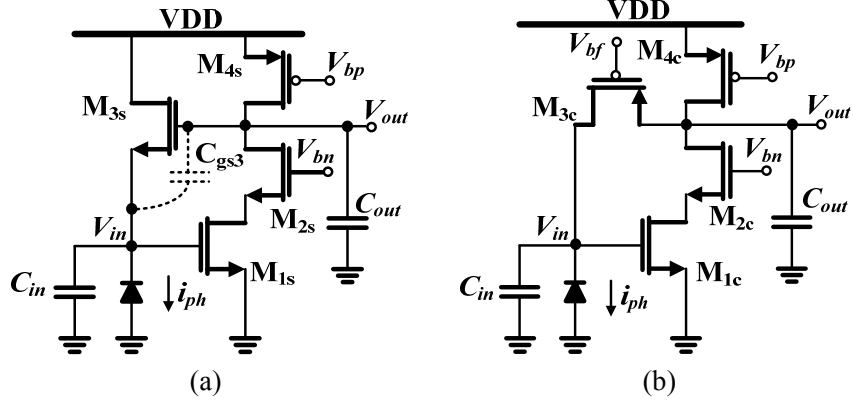 VDD
M4s
Vbp
M3s
Vout
Cgs3
Vbn
M2s
Cout
Vin
M1s
Cin
iph
(a)
VDD
Vbf
M4c
Vbp
M3c
Vout
Vbn
M2c
Cout
Vin
M1c
Cin
iph
(b)